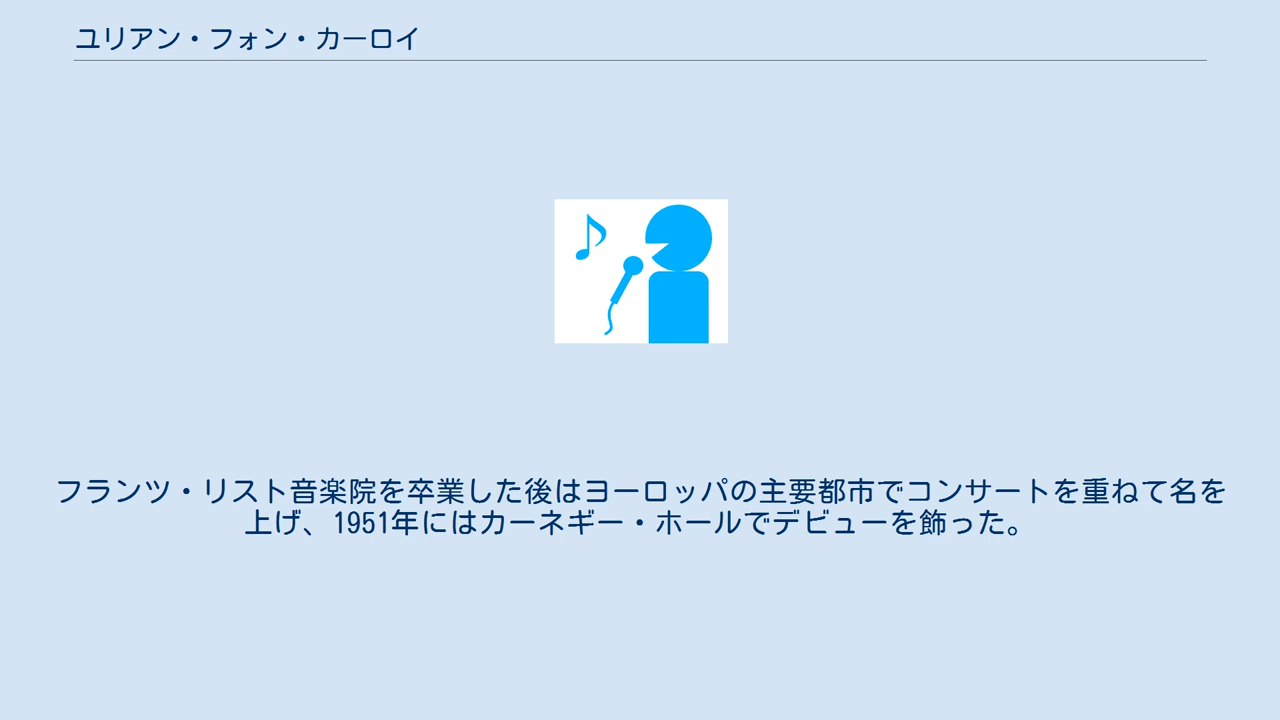 ユリアン・フォン・カーロイ
フランツ・リスト音楽院を卒業した後はヨーロッパの主要都市でコンサートを重ねて名を
上げ、1951年にはカーネギー・ホールでデビューを飾った。